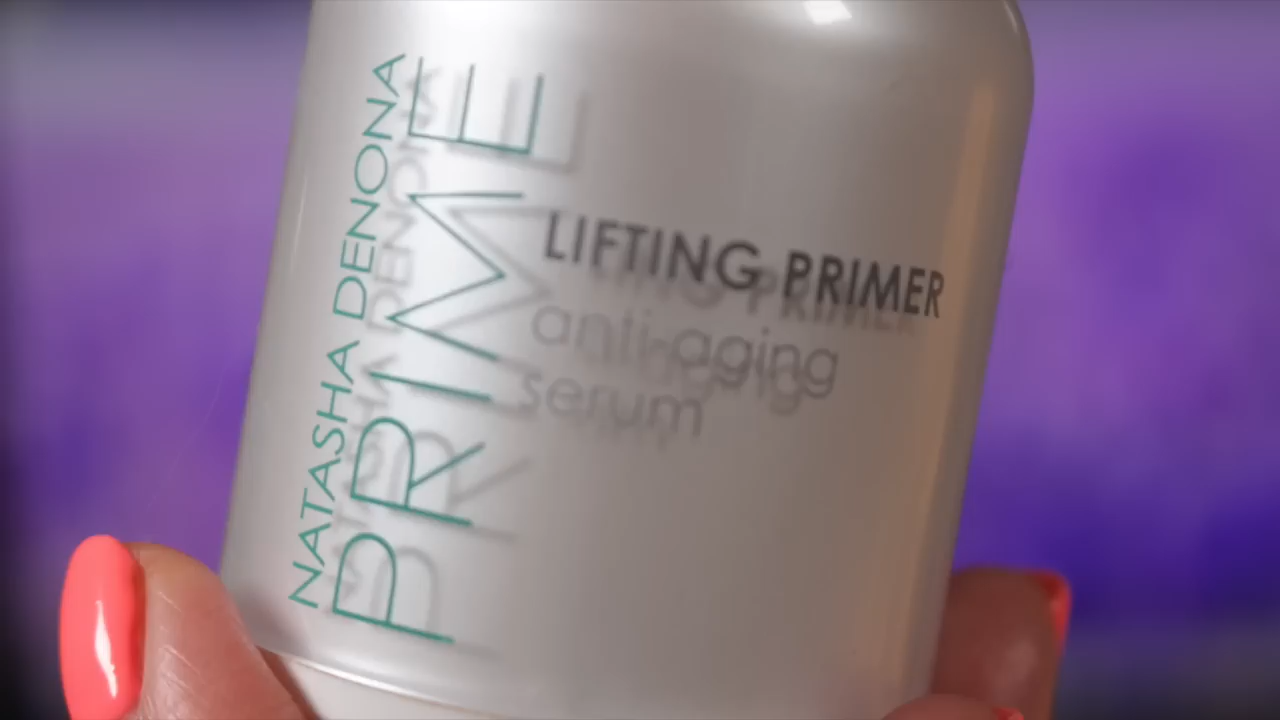 NATASHA DENONA
PRIME
LIFTING PRIMER
anti-aging
serum